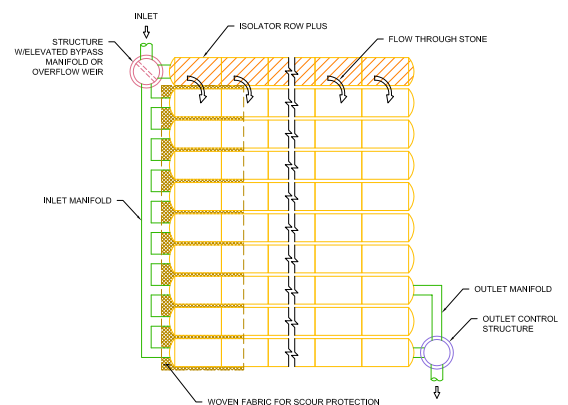 INLET
ISOLATOR ROW PLUS
STRUCTURE
W/ELEVATED BYPASS
MANIFOLD OR
OVERFLOW WEIR
FLOW THROUGH STONE
INLET MANIFOLD
OUTLET MANIFOLD
OUTLET CONTROL
STRUCTURE
WOVEN FABRIC FOR SCOUR PROTECTION